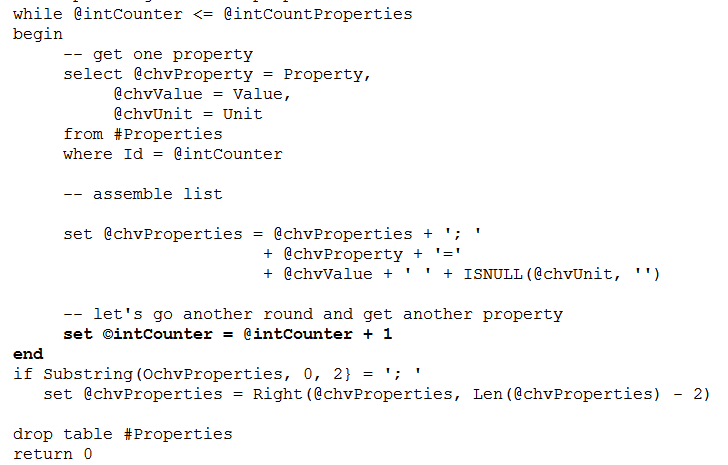 while @intCounter <= @intCountProperties
begin
-- get one property
select @chvProperty = Property,
@chvValue = Value,
@chvUnit = Unit
from #Properties
where Id = @intCounter
-- assemble list
set @chvProperties = @chvProperties + '; '
+ @chvProperty + '='
+ @chvValue + ' ' + ISNULL(@chvUnit, '')
-- let's go another round and get another property
set ©intCounter = @intCounter + 1
end
if Substring(OchvProperties, 0, 2} = '; '
set @chvProperties = Right(@chvProperties, Len(@chvProperties) - 2)
drop table #Properties
return 0